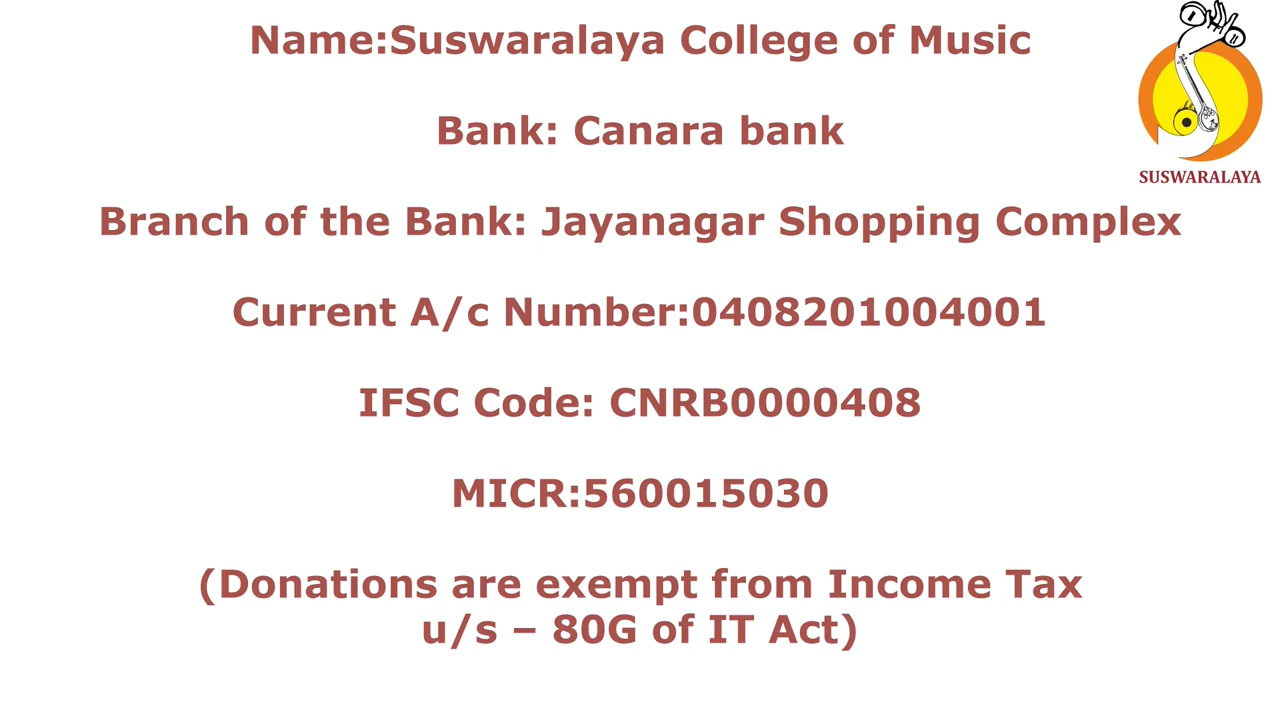 Name:Suswaralaya College of Music
Bank: Canara bank
SUSWARALAYA
Branch of the Bank: Jayanagar Shopping Complex
Current A/c Number:0408201004001
IFSC Code: CNRB0000408
MICR:560015030
(Donations are exempt from Income Tax
u/s – 80G of IT Act)